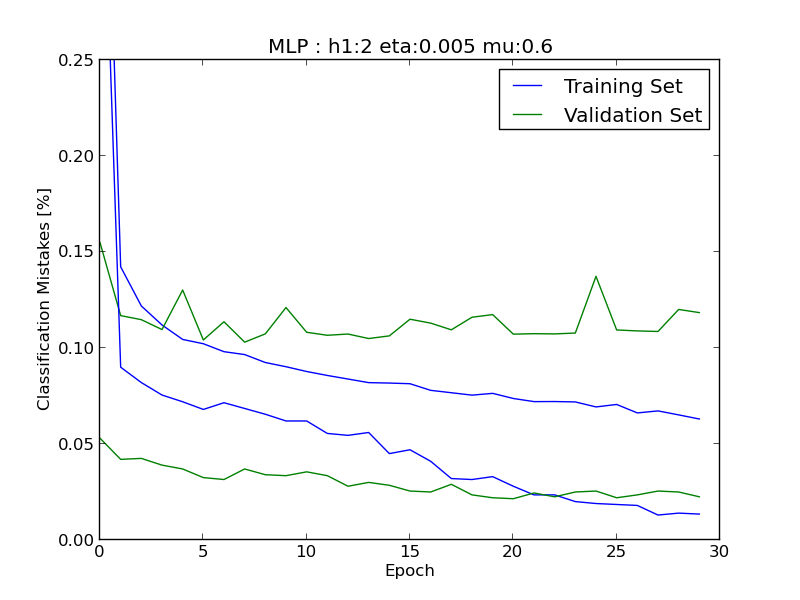 MLP : h1:2 eta:0.005 mu:0.6
Training Set
Validation Set
Classification Mistakes [%]
0.25
0.20
0.15
0.10
0.05
0.00
0 5 10 15 20 25 30
Epoch